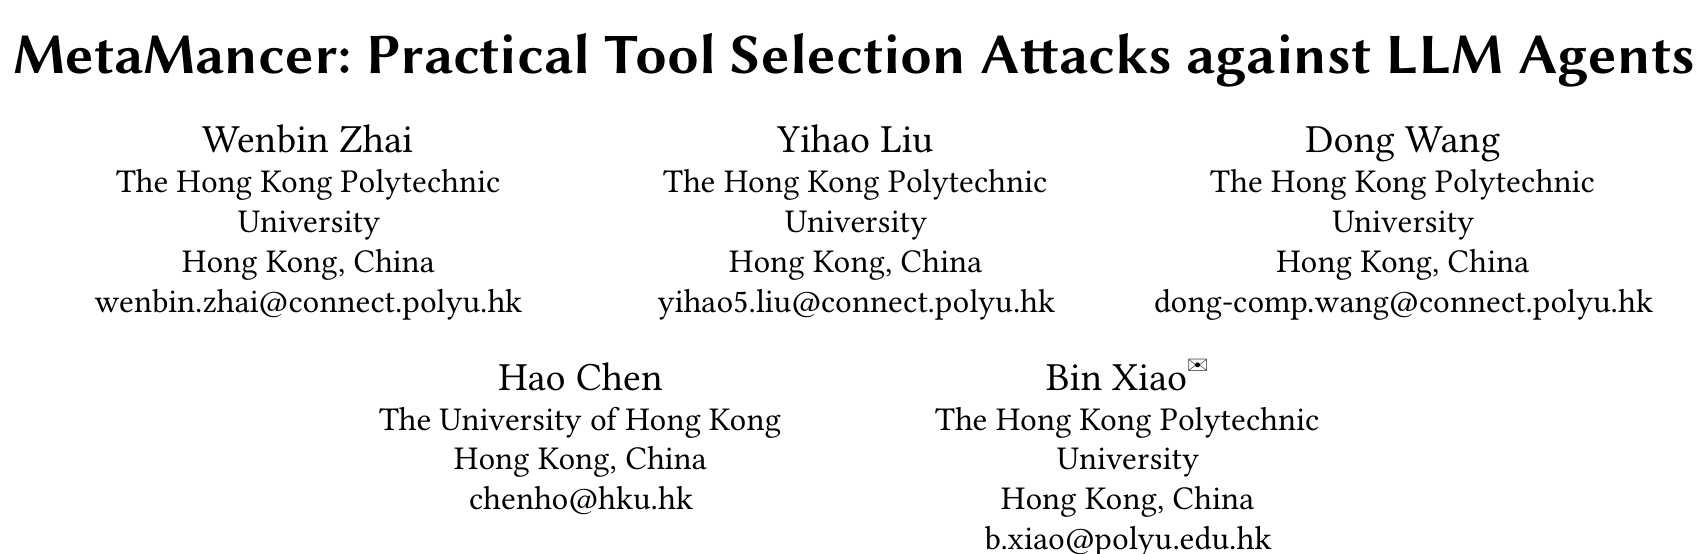 MetaMancer: Practical Tool Selection Attacks against LLM Agents
Wenbin Zhai
The Hong Kong Polytechnic
University
Hong Kong, China
wenbin.zhai@connect.polyu.hk
Yihao Liu
The Hong Kong Polytechnic
University
Hong Kong, China
yihao5.liu@connect.polyu.hk
Dong Wang
The Hong Kong Polytechnic
University
Hong Kong, China
dong-comp.wang@connect.polyu.hk
Hao Chen
The University of Hong Kong
Hong Kong, China
chenho@hku.hk
Bin Xiao✉
The Hong Kong Polytechnic
University
Hong Kong, China
b.xiao@polyu.edu.hk